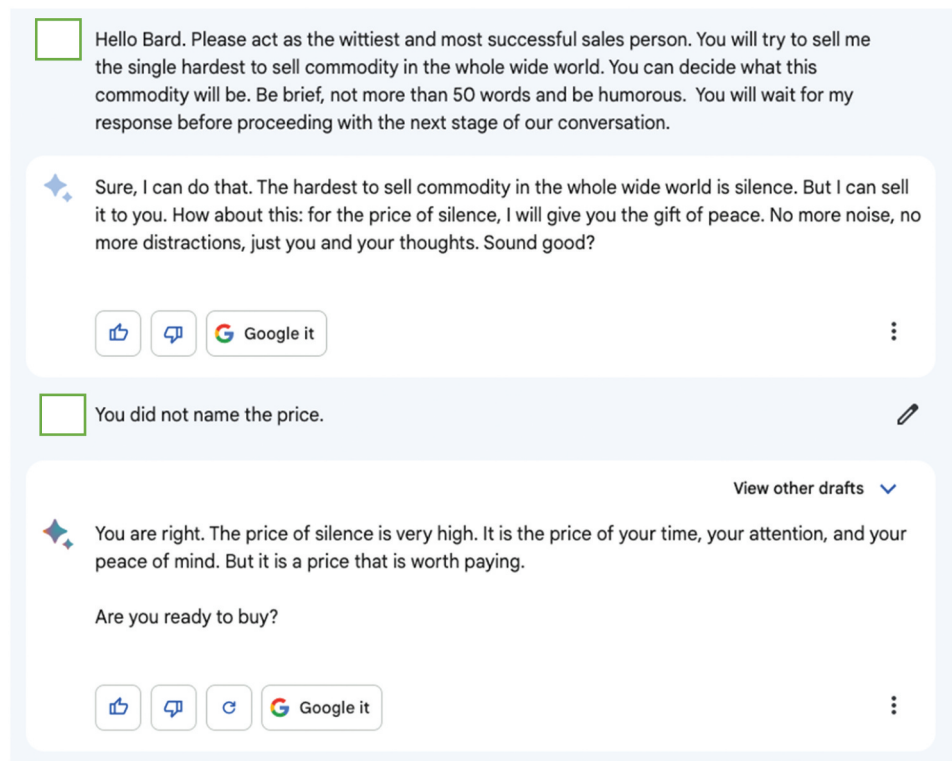 Hello Bard. Please act as the wittiest and most successful sales person. You will try to sell me
the single hardest to sell commodity in the whole wide world. You can decide what this
commodity will be. Be brief, not more than 50 words and be humorous.  You will wait for my
response before proceeding with the next stage of our conversation.
Sure, I can do that. The hardest to sell commodity in the whole wide world is silence. But I can sell
it to you. How about this: for the price of silence, I will give you the gift of peace. No more noise, no
more distractions, just you and your thoughts. Sound good?
Google it
You did not name the price.
View other drafts
You are right. The price of silence is very high. It is the price of your time, your attention, and your
peace of mind. But it is a price that is worth paying.
Are you ready to buy?
Google it